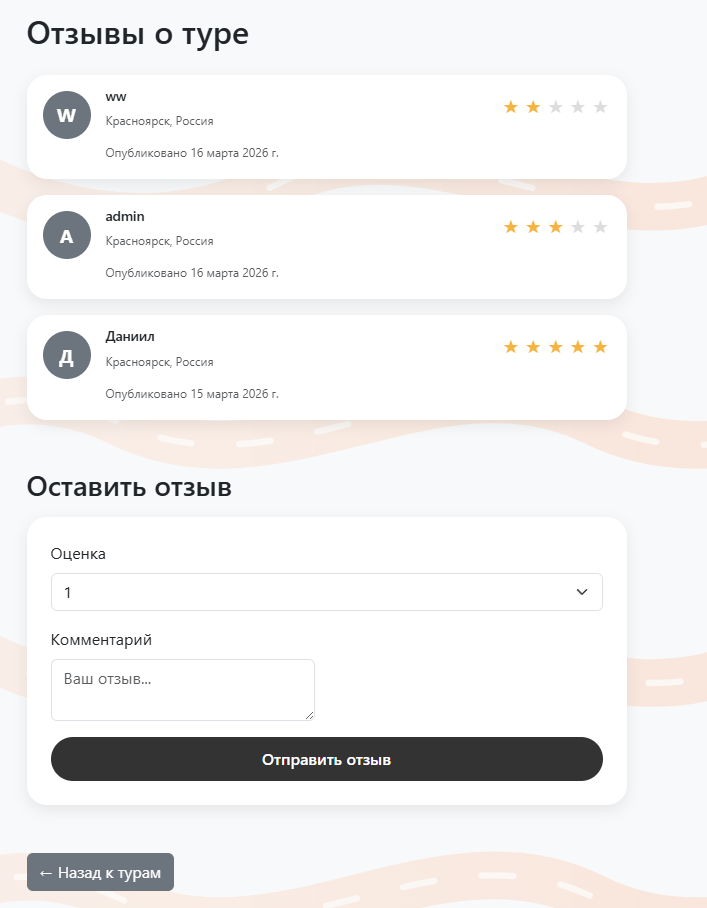 Отзывы о туре
W
ww
Красноярск, Россия
Опубликовано 16 марта 2026 г.
A
admin
Красноярск, Россия
Опубликовано 16 марта 2026 г.
Д
Даниил
Красноярск, Россия
Опубликовано 15 марта 2026 г.
Оставить отзыв
Оценка
1
Комментарий
Ваш отзыв...
Отправить отзыв
← Назад к турам